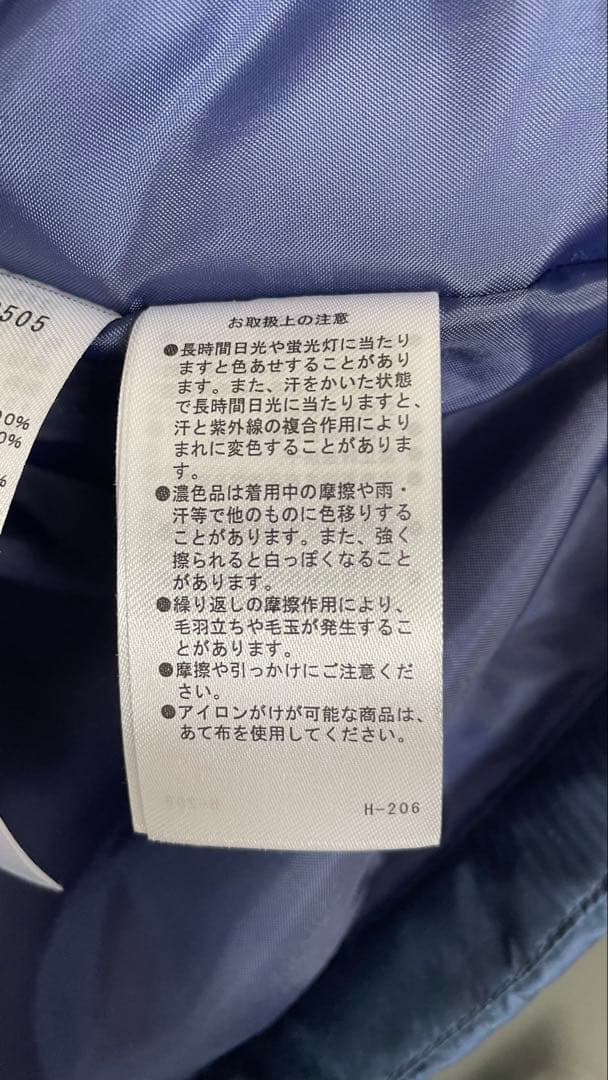 505
00%
0%
%
お取扱上の注意
●長時間日光や蛍光灯に当たり
ますと色あせすることがあり
ます。また、汗をかいた状態
で長時間日光に当たりますと、
汗と紫外線の複合作用により
まれに変色することがありま
す。
●濃色品は着用中の摩擦や雨・
汗等で他のものに色移りする
ことがあります。また、強く
擦られると白っぽくなること
があります。
●繰り返しの摩擦作用により、
毛羽立ちや毛玉が発生するこ
とがあります。
●摩擦や引っかけにご注意くだ
さい。
●アイロンがけが可能な商品は、
あて布を使用してください。
H-206